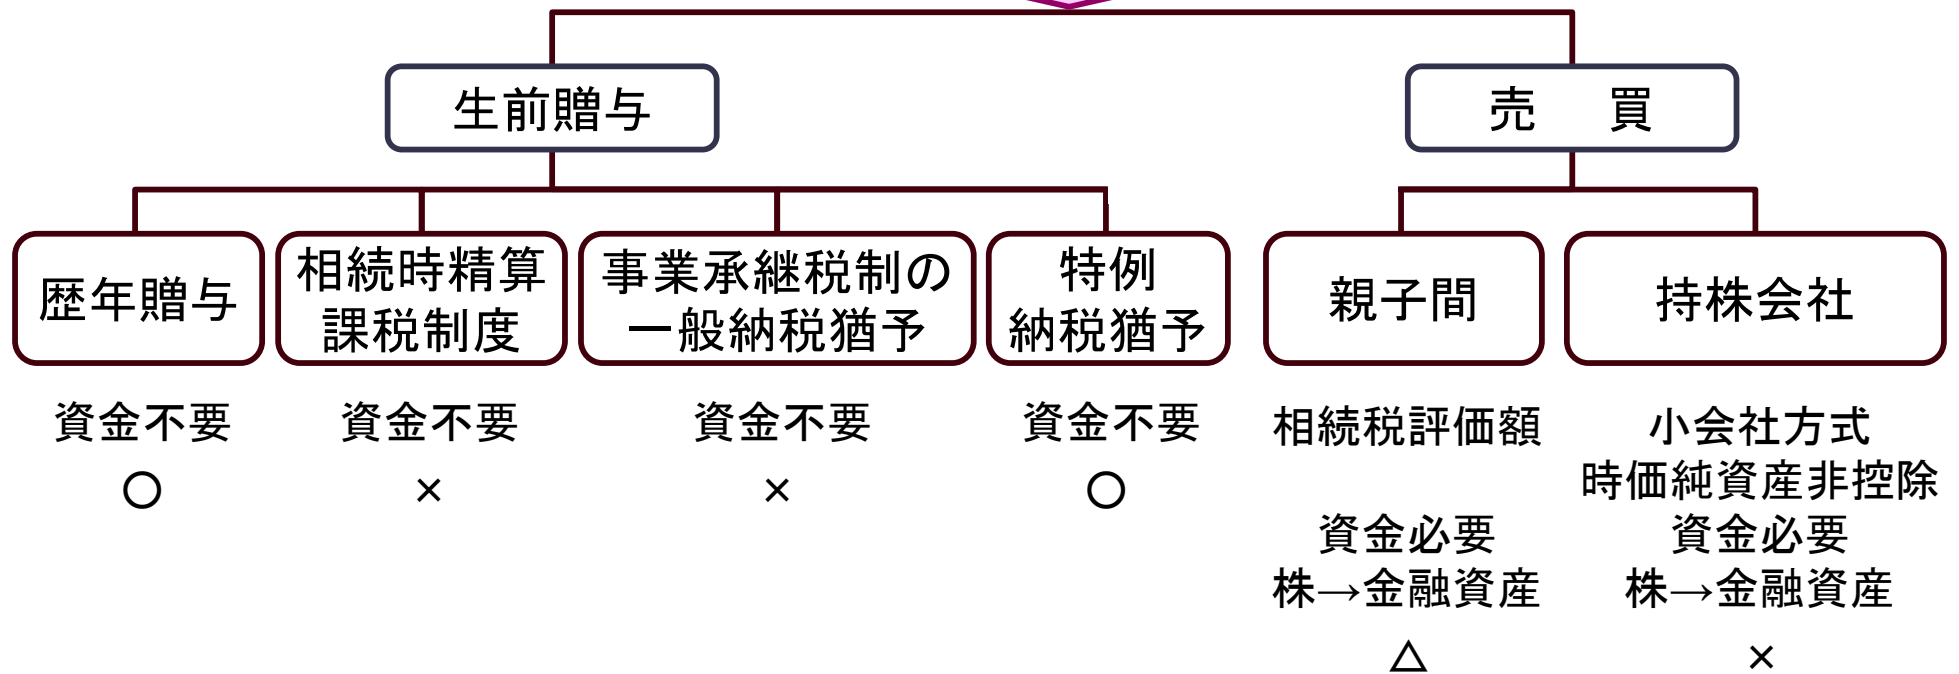 生前贈与
売　買
歴年贈与
相続時精算
課税制度
事業承継税制の
一般納税猶予
特例
納税猶予
親子間
持株会社
資金不要
○
資金不要
×
資金不要
×
資金不要
○
相続税評価額
資金必要
株→金融資産
△
小会社方式
時価純資産非控除
資金必要
株→金融資産
×